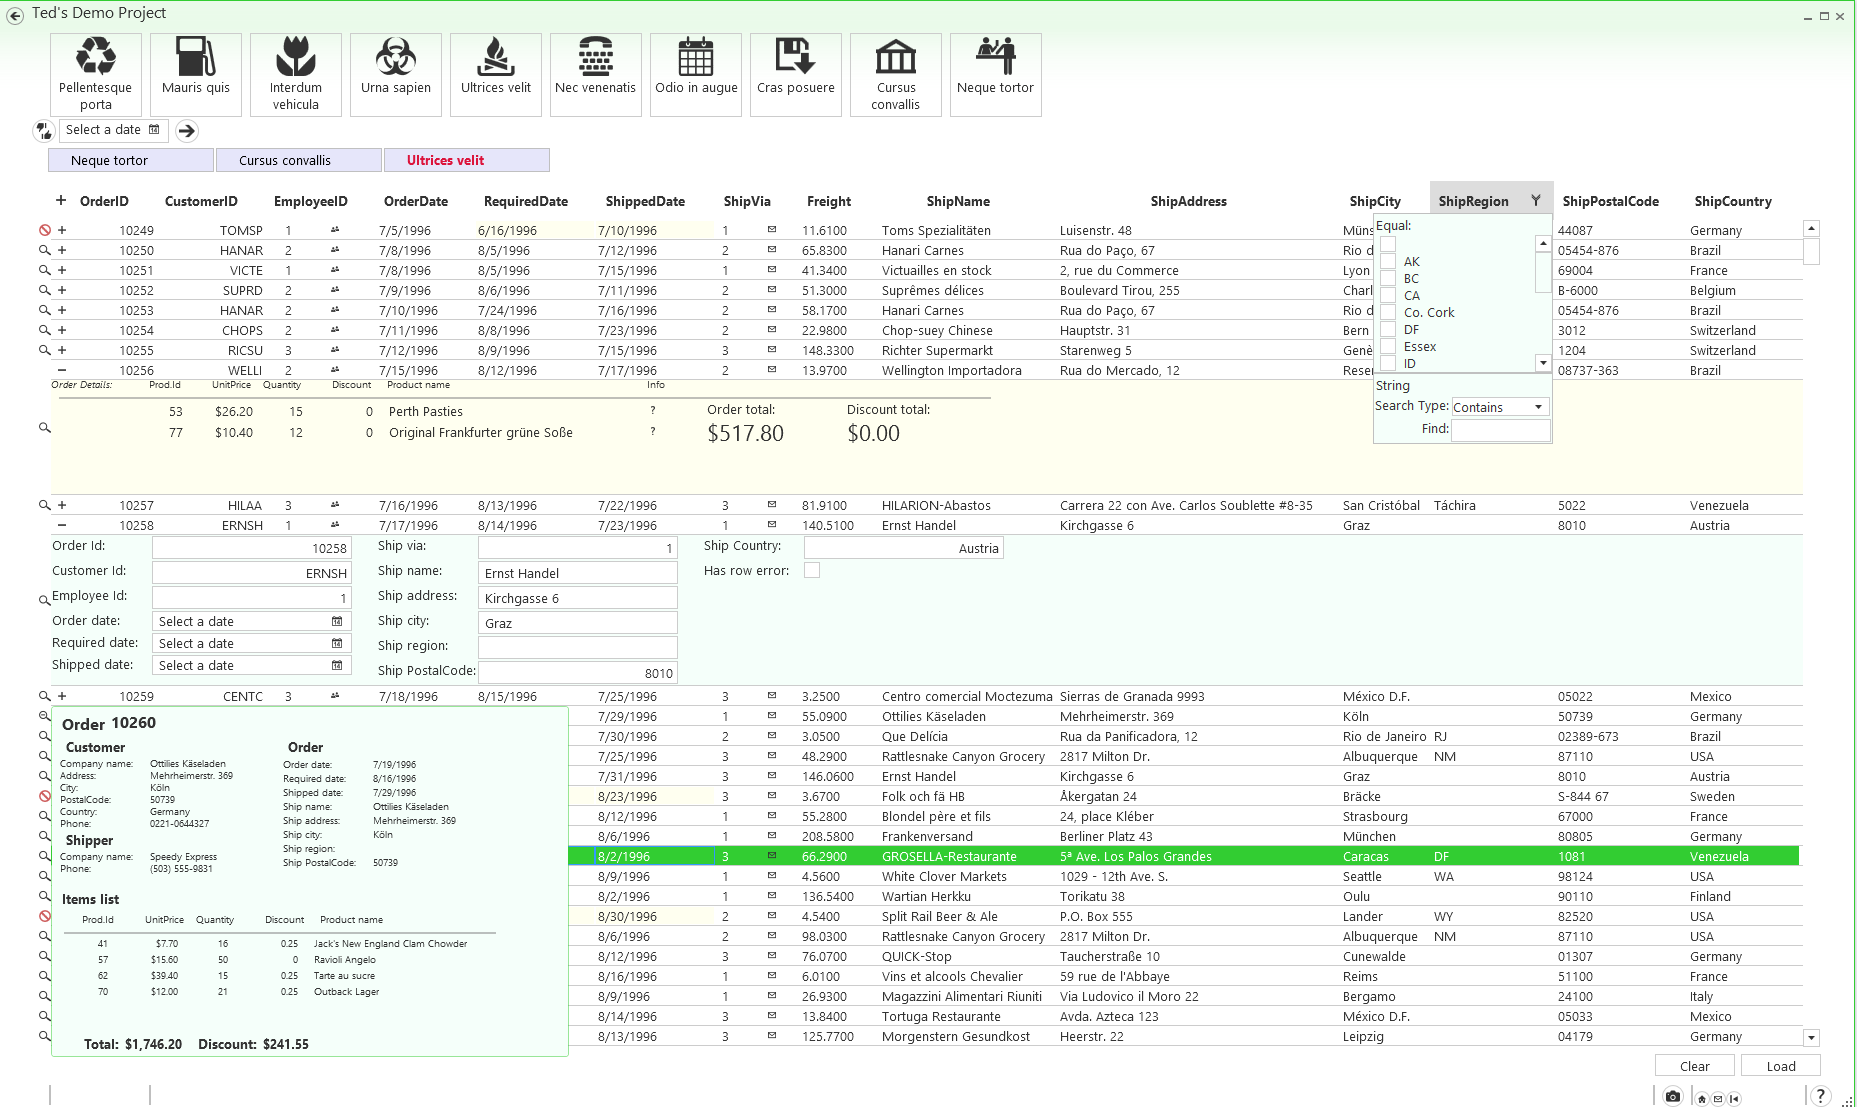 Ted's Demo Project
Pellentesque porta
Mauris quis
Interdum vehicula
Urna sapien
Ultrices velit
Nec venenatis
Odio in augue
Cras posuere
Cursus convallis
Neque tortor
Select a date
Neque tortor Cursus convallis Ultrices velit
+ OrderID CustomerID EmployeeID OrderDate RequiredDate ShippedDate ShipVia Freight ShipName ShipAddress ShipCity ShipRegion ShipPostalCode ShipCountry
+ 10249 TOMSP 1 7/5/1996 6/16/1996 7/10/1996 1 11.6100 Toms Spezialitäten Luisenstr. 48 Müns 44087 Germany
+ 10250 HANAR 2 7/8/1996 8/5/1996 7/12/1996 2 65.8300 Hanari Carnes Rua do Paço, 67 Rio d 05454-876 Brazil
+ 10251 VICTE 1 7/8/1996 8/5/1996 7/15/1996 1 41.3400 Victuailles en stock 2, rue du Commerce Lyon 69004 France
+ 10252 SUPRD 2 7/9/1996 8/6/1996 7/11/1996 2 51.3000 Suprêmes délices Boulevard Tirou, 255 Charl B-6000 Belgium
+ 10253 HANAR 2 7/10/1996 7/24/1996 7/16/1996 2 58.1700 Hanari Carnes Rua do Paço, 67 Rio d 05454-876 Brazil
+ 10254 CHOPS 2 7/11/1996 8/8/1996 7/23/1996 2 22.9800 Chop-suey Chinese Hauptstr. 31 Bern 3012 Switzerland
+ 10255 RICSU 3 7/12/1996 8/9/1996 7/15/1996 3 148.3300 Richter Supermarkt Starenweg 5 Genè 1204 Switzerland
− 10256 WELLI 2 7/15/1996 8/12/1996 7/17/1996 2 13.9700 Wellington Importadora Rua do Mercado, 12 Reser 08737-363 Brazil
Equal:
AK
BC
CA
Co. Cork
DF
Essex
ID
String
Search Type: Contains
Find:
Order Details: Prod.Id UnitPrice Quantity Discount Product name Info
53 $26.20 15 0 Perth Pasties ? Order total: Discount total:
77 $10.40 12 0 Original Frankfurter grüne Soße ? $517.80 $0.00
+ 10257 HILAA 3 7/16/1996 8/13/1996 7/22/1996 3 81.9100 HILARION-Abastos Carrera 22 con Ave. Carlos Soublette #8-35 San Cristóbal Táchira 5022 Venezuela
− 10258 ERNSH 1 7/17/1996 8/14/1996 7/23/1996 1 140.5100 Ernst Handel Kirchgasse 6 Graz 8010 Austria
Order Id: 10258 Ship via: 1 Ship Country: Austria
Customer Id: ERNSH Ship name: Ernst Handel Has row error:
Employee Id: 1 Ship address: Kirchgasse 6
Order date: Select a date Ship city: Graz
Required date: Select a date Ship region:
Shipped date: Select a date Ship PostalCode: 8010
+ 10259 CENTC 3 7/18/1996 8/15/1996 7/25/1996 3 3.2500 Centro comercial Moctezuma Sierras de Granada 9993 México D.F. 05022 Mexico
7/29/1996 1 55.0900 Ottilies Käseladen Mehrheimerstr. 369 Köln 50739 Germany
7/30/1996 2 3.0500 Que Delícia Rua da Panificadora, 12 Rio de Janeiro RJ 02389-673 Brazil
7/25/1996 3 48.2900 Rattlesnake Canyon Grocery 2817 Milton Dr. Albuquerque NM 87110 USA
7/31/1996 3 146.0600 Ernst Handel Kirchgasse 6 Graz 8010 Austria
8/23/1996 3 3.6700 Folk och fä HB Åkergatan 24 Bräcke S-844 67 Sweden
8/12/1996 1 55.2800 Blondel père et fils 24, place Kléber Strasbourg 67000 France
8/6/1996 1 208.5800 Frankenversand Berliner Platz 43 München 80805 Germany
8/2/1996 3 66.2900 GROSELLA-Restaurante 5ª Ave. Los Palos Grandes Caracas DF 1081 Venezuela
8/9/1996 1 4.5600 White Clover Markets 1029 - 12th Ave. S. Seattle WA 98124 USA
8/2/1996 1 136.5400 Wartian Herkku Torikatu 38 Oulu 90110 Finland
8/30/1996 2 4.5400 Split Rail Beer & Ale P.O. Box 555 Lander WY 82520 USA
8/6/1996 2 98.0300 Rattlesnake Canyon Grocery 2817 Milton Dr. Albuquerque NM 87110 USA
8/12/1996 3 76.0700 QUICK-Stop Taucherstraße 10 Cunewalde 01307 Germany
8/16/1996 1 6.0100 Vins et alcools Chevalier 59 rue de l'Abbaye Reims 51100 France
8/9/1996 1 26.9300 Magazzini Alimentari Riuniti Via Ludovico il Moro 22 Bergamo 24100 Italy
8/14/1996 3 13.8400 Tortuga Restaurante Avda. Azteca 123 México D.F. 05033 Mexico
8/13/1996 3 125.7700 Morgenstern Gesundkost Heerstr. 22 Leipzig 04179 Germany
Order 10260
Customer
Company name: Ottilies Käseladen
Address: Mehrheimerstr. 369
City: Köln
PostalCode: 50739
Country: Germany
Phone: 0221-0644327
Shipper
Company name: Speedy Express
Phone: (503) 555-9831
Order
Order date: 7/19/1996
Required date: 8/16/1996
Shipped date: 7/29/1996
Ship name: Ottilies Käseladen
Ship address: Mehrheimerstr. 369
Ship city: Köln
Ship region:
Ship PostalCode: 50739
Items list
Prod.Id UnitPrice Quantity Discount Product name
41 $7.70 16 0.25 Jack's New England Clam Chowder
57 $15.60 50 0 Ravioli Angelo
62 $39.40 15 0.25 Tarte au sucre
70 $12.00 21 0.25 Outback Lager
Total: $1,746.20 Discount: $241.55
Clear Load
?